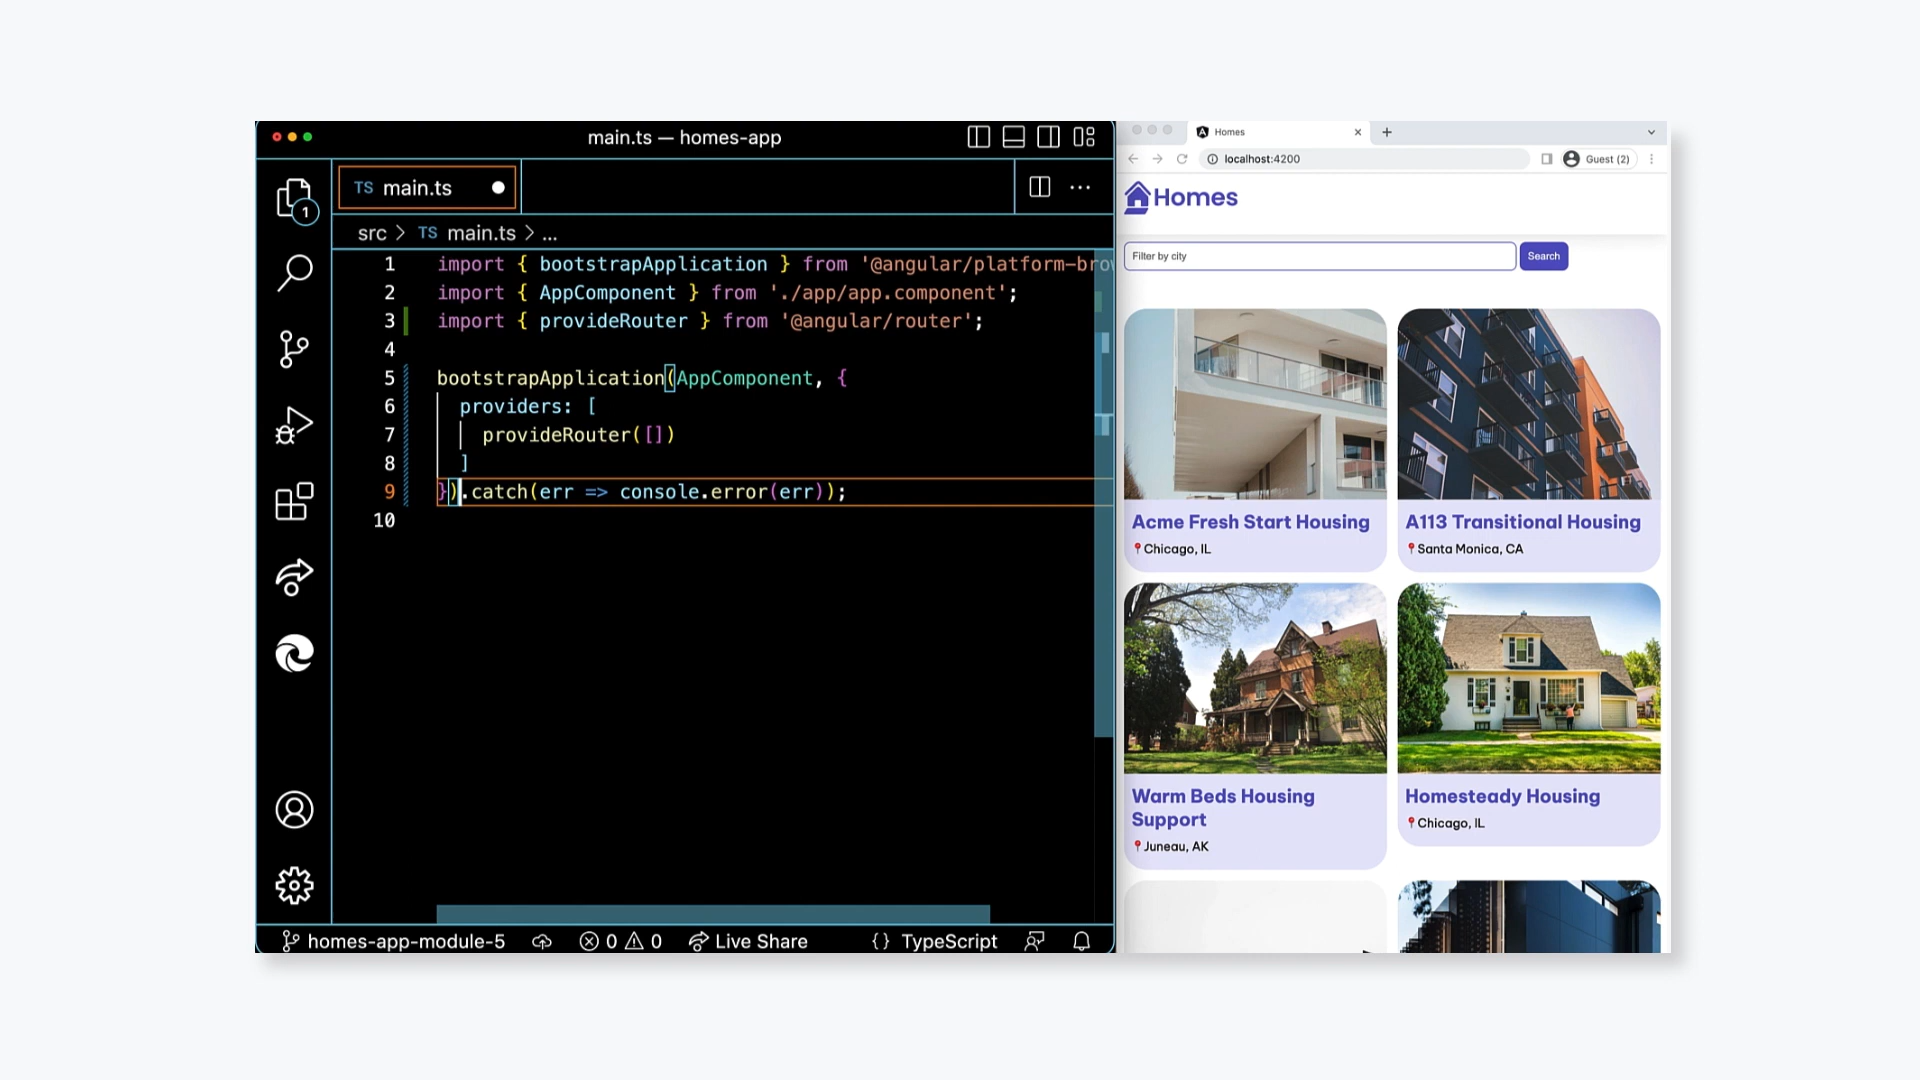 main.ts — homes-app
TS main.ts
1
src > TS main.ts > ...
1 import { bootstrapApplication } from '@angular/platform-brow
2 import { AppComponent } from './app/app.component';
3 import { provideRouter } from '@angular/router';
4
5 bootstrapApplication(AppComponent, {
6 providers: [
7 provideRouter([])
8 ]
9 }).catch(err => console.error(err));
10
homes-app-module-5 0 0 Live Share {} TypeScript
Homes
localhost:4200 Guest (2)
Homes
Filter by city Search
Acme Fresh Start Housing
Chicago, IL
A113 Transitional Housing
Santa Monica, CA
Warm Beds Housing
Support
Juneau, AK
Homesteady Housing
Chicago, IL